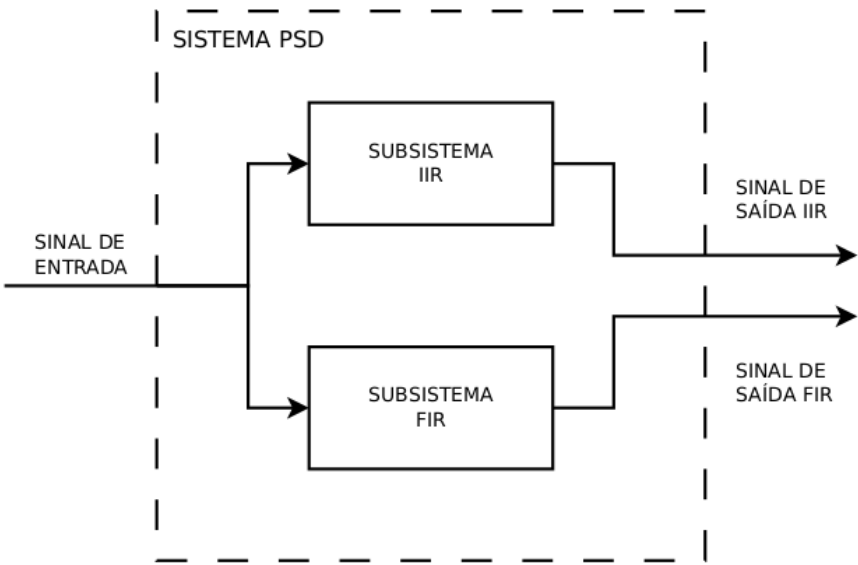 SISTEMA PSD
SUBSISTEMA
IIR
SINAL DE
SAÍDA IIR
SINAL DE
ENTRADA
SUBSISTEMA
FIR
SINAL DE
SAÍDA FIR